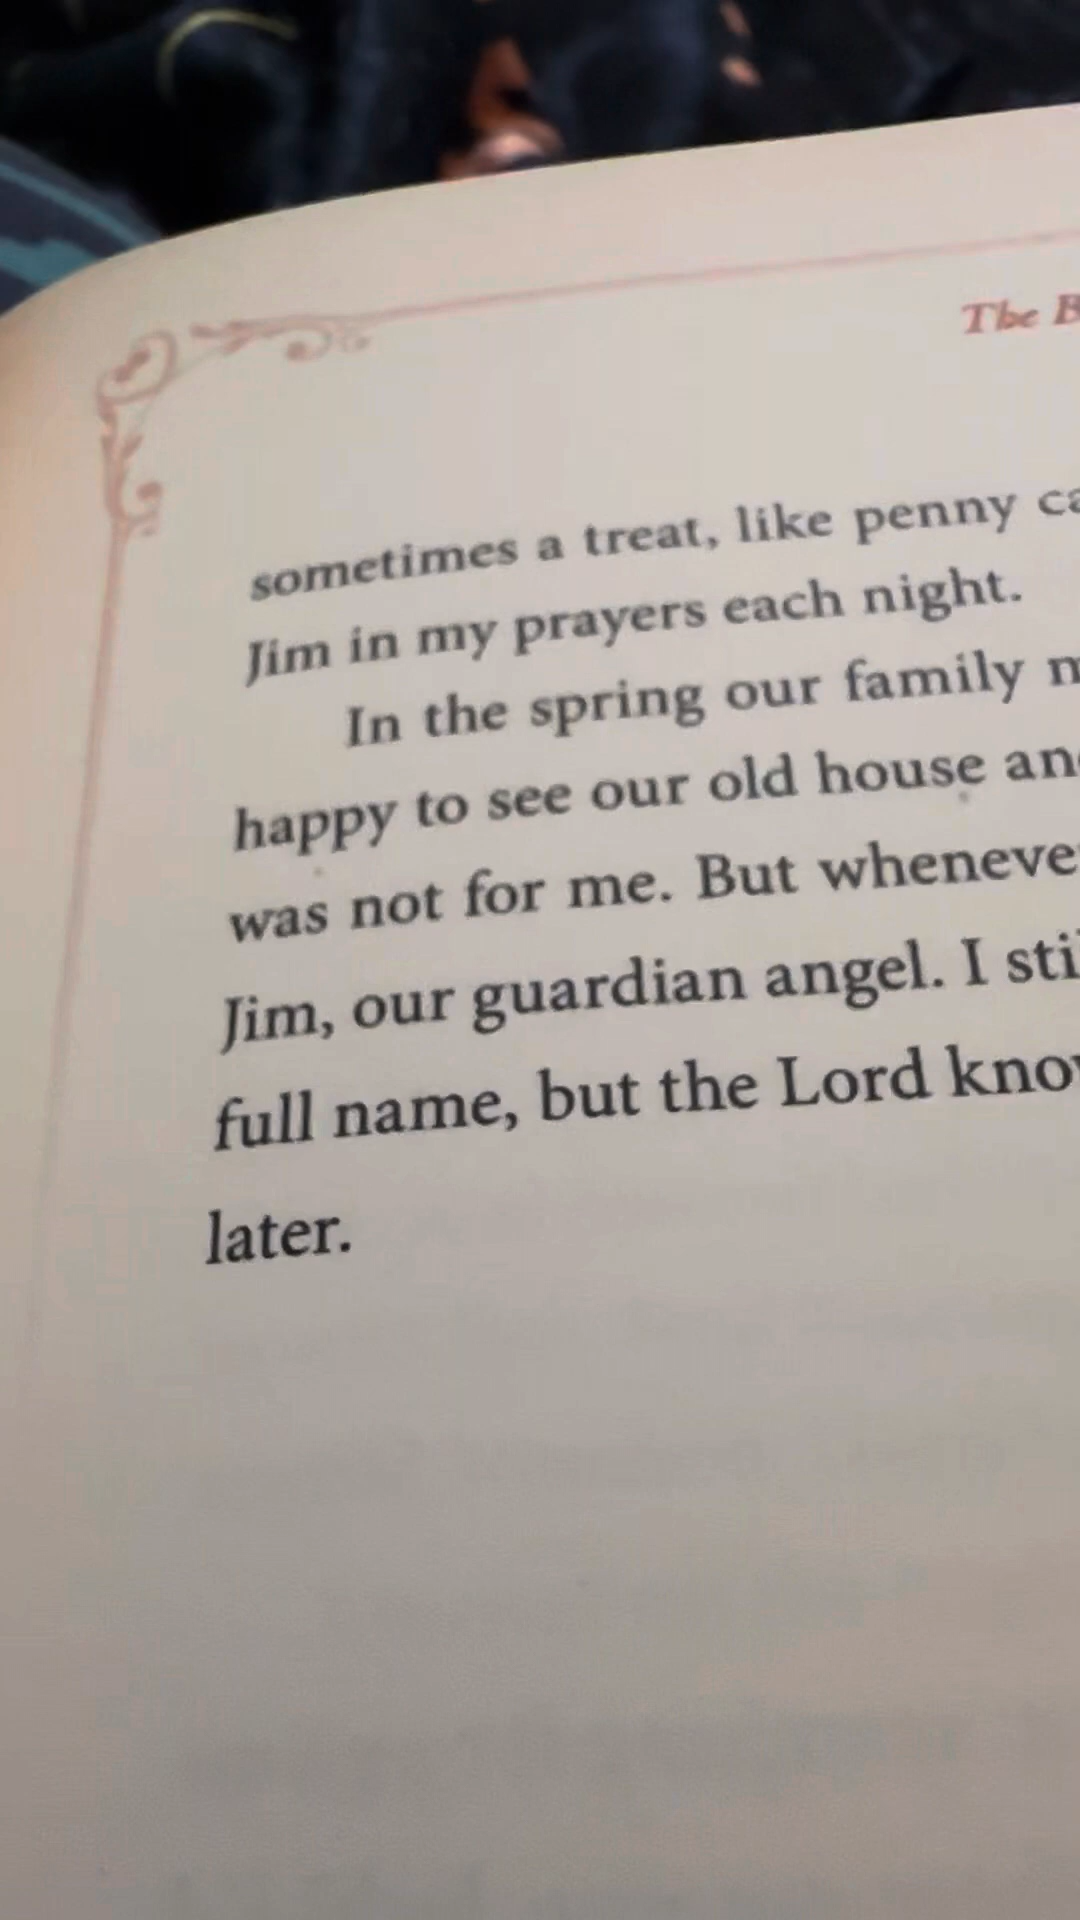 The B
sometimes a treat, like penny ca
Jim in my prayers each night.
In the spring our family m
happy to see our old house an
was not for me. But wheneve
Jim, our guardian angel. I sti
full name, but the Lord kno
later.